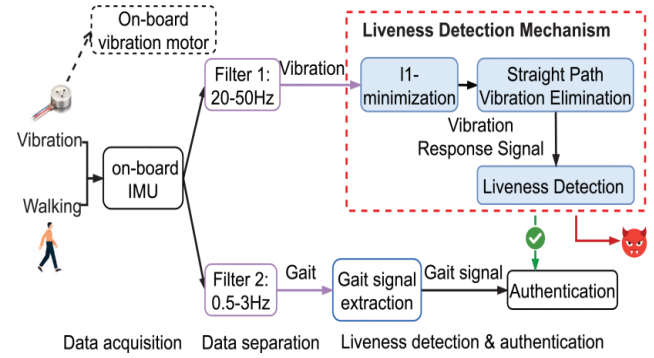 On-board
vibration motor
Liveness Detection Mechanism
Filter 1:
20-50Hz
Vibration
l1-
minimization
Straight Path
Vibration Elimination
Vibration
Response Signal
Liveness Detection
Vibration
Walking
on-board
IMU
Filter 2:
0.5-3Hz
Gait
Gait signal
extraction
Gait signal
Authentication
Data acquisition
Data separation
Liveness detection & authentication